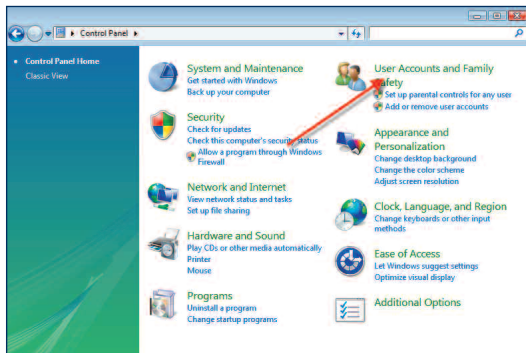 Control Panel
Control Panel Home
Classic View
System and Maintenance
Get started with Windows
Back up your computer
Security
Check for updates
Check this computer's security status
Allow a program through Windows
Firewall
Network and Internet
View network status and tasks
Set up file sharing
Hardware and Sound
Play CDs or other media automatically
Printer
Mouse
Programs
Uninstall a program
Change startup programs
User Accounts and Family
Safety
Set up parental controls for any user
Add or remove user accounts
Appearance and
Personalization
Change desktop background
Change the color scheme
Adjust screen resolution
Clock, Language, and Region
Change keyboards or other input
methods
Ease of Access
Let Windows suggest settings
Optimize visual display
Additional Options